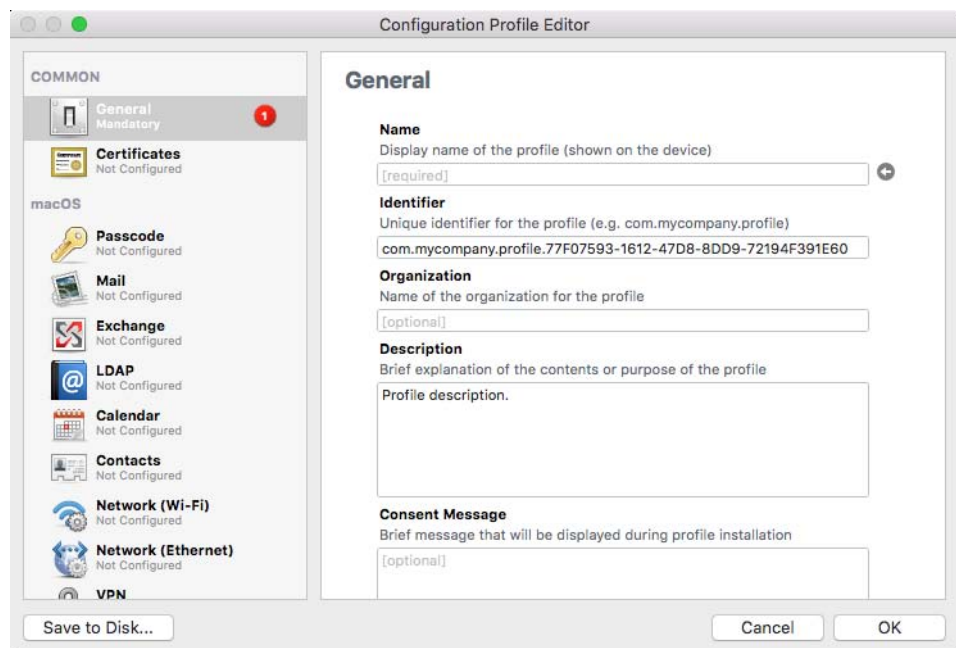 Configuration Profile Editor
COMMON
General
Mandatory
1
Certificates
Not Configured
macOS
Passcode
Not Configured
Mail
Not Configured
Exchange
Not Configured
LDAP
Not Configured
Calendar
Not Configured
Contacts
Not Configured
Network (Wi-Fi)
Not Configured
Network (Ethernet)
Not Configured
VPN
General
Name
Display name of the profile (shown on the device)
[required]
Identifier
Unique identifier for the profile (e.g. com.mycompany.profile)
com.mycompany.profile.77F07593-1612-47D8-8DD9-72194F391E60
Organization
Name of the organization for the profile
[optional]
Description
Brief explanation of the contents or purpose of the profile
Profile description.
Consent Message
Brief message that will be displayed during profile installation
[optional]
Save to Disk...
Cancel
OK